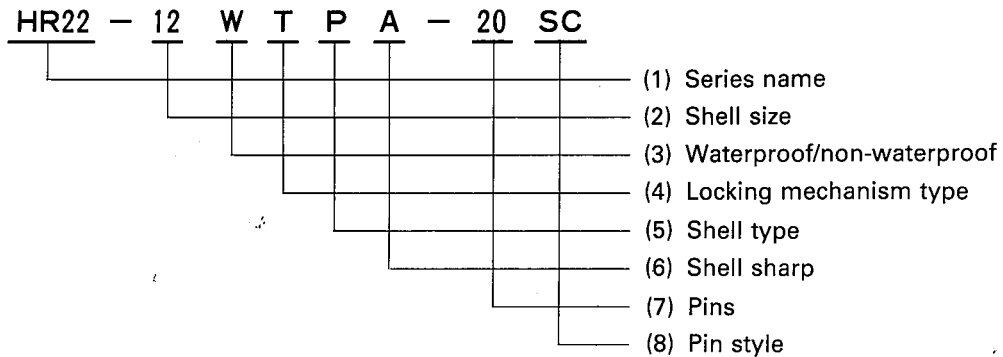 HR22 - 12 W T P A - 20 SC
(1) Series name
(2) Shell size
(3) Waterproof/non-waterproof
(4) Locking mechanism type
(5) Shell type
(6) Shell sharp
(7) Pins
(8) Pin style